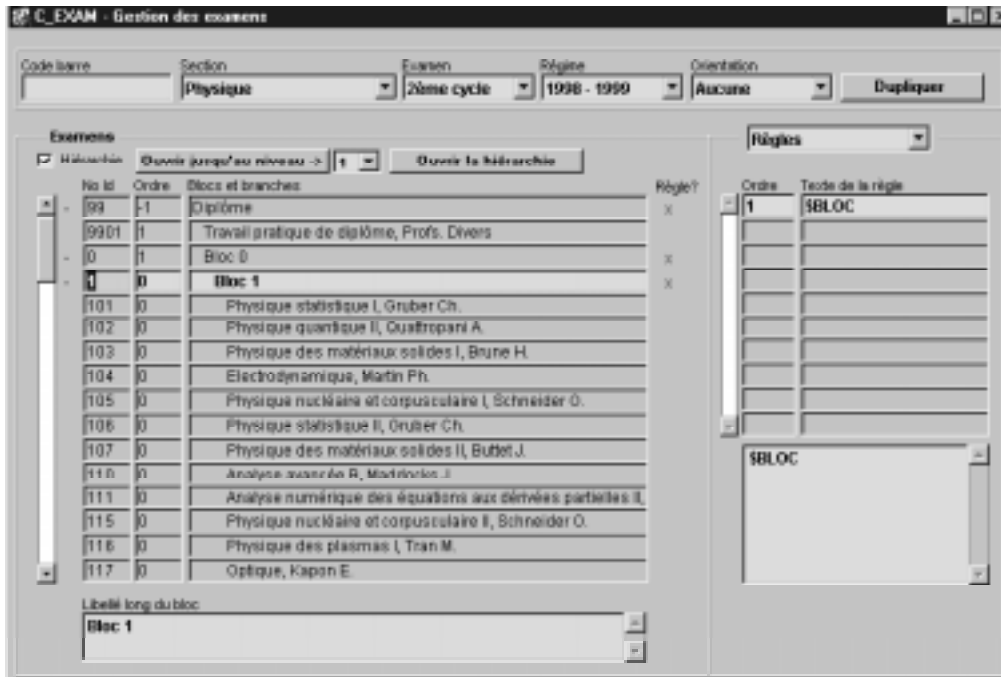 C_EXAM - Gestion des examens
Code barre Section Examen Régime Orientation
Physique 2ème cycle 1998 - 1999 Aucune Dupliquer
Examens Règles
Hiérarchie Ouvrir jusqu'au niveau -> 1 Ouvrir la hiérarchie
No Id Ordre Blocs et branches Règle? Ordre Texte de la règle
- 99 -1 Diplôme x 1 $BLOC
9901 1 Travail pratique de diplôme, Profs. Divers
- 0 1 Bloc 0 x
- 1 0 Bloc 1 x
101 0 Physique statistique I, Gruber Ch.
102 0 Physique quantique II, Quattropani A.
103 0 Physique des matériaux solides I, Brune H.
104 0 Electrodynamique, Martin Ph.
105 0 Physique nucléaire et corpusculaire I, Schneider O.
106 0 Physique statistique II, Gruber Ch.
107 0 Physique des matériaux solides II, Buttet J.
110 0 Analyse avancée B, Maddocks J.
111 0 Analyse numérique des équations aux dérivées partielles II,
115 0 Physique nucléaire et corpusculaire II, Schneider O.
116 0 Physique des plasmas I, Tran M.
117 0 Optique, Kapon E.
$BLOC
Libellé long du bloc
Bloc 1